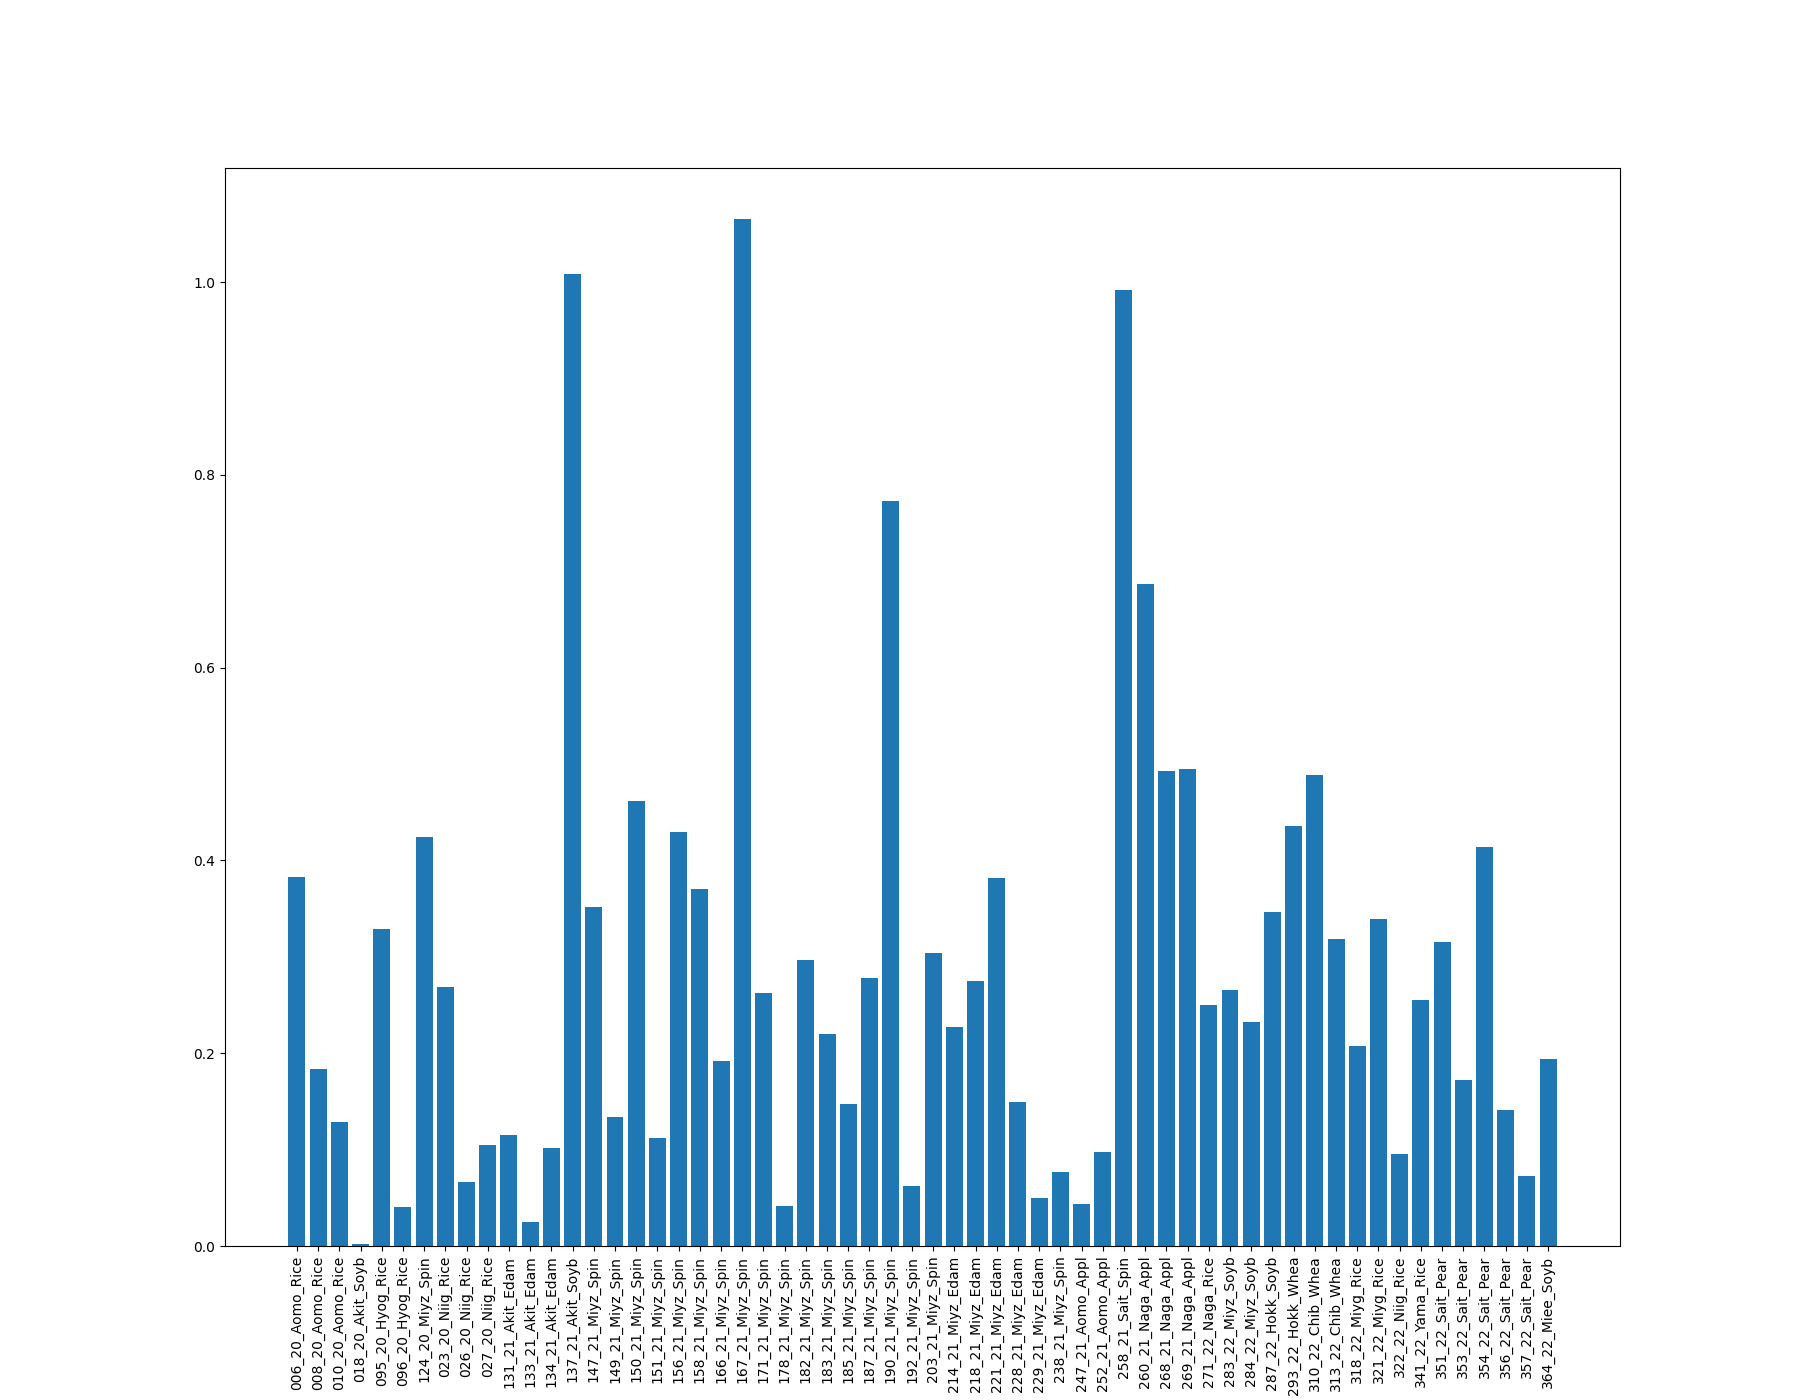 1.0
0.8
0.6
0.4
0.2
0.0
006_20_Aomo_Rice
008_20_Aomo_Rice
010_20_Aomo_Rice
018_20_Akit_Soyb
095_20_Hyog_Rice
096_20_Hyog_Rice
124_20_Miyz_Spin
023_20_Niig_Rice
026_20_Niig_Rice
027_20_Niig_Rice
131_21_Akit_Edam
133_21_Akit_Edam
134_21_Akit_Edam
137_21_Akit_Soyb
147_21_Miyz_Spin
149_21_Miyz_Spin
150_21_Miyz_Spin
151_21_Miyz_Spin
156_21_Miyz_Spin
158_21_Miyz_Spin
166_21_Miyz_Spin
167_21_Miyz_Spin
171_21_Miyz_Spin
178_21_Miyz_Spin
182_21_Miyz_Spin
183_21_Miyz_Spin
185_21_Miyz_Spin
187_21_Miyz_Spin
190_21_Miyz_Spin
192_21_Miyz_Spin
203_21_Miyz_Spin
214_21_Miyz_Edam
218_21_Miyz_Edam
221_21_Miyz_Edam
228_21_Miyz_Edam
229_21_Miyz_Edam
238_21_Miyz_Spin
247_21_Aomo_Appl
252_21_Aomo_Appl
258_21_Sait_Spin
260_21_Naga_Appl
268_21_Naga_Appl
269_21_Naga_Appl
271_22_Naga_Rice
283_22_Miyz_Soyb
284_22_Miyz_Soyb
287_22_Hokk_Soyb
293_22_Hokk_Whea
310_22_Chib_Whea
313_22_Chib_Whea
318_22_Miyg_Rice
321_22_Miyg_Rice
322_22_Niig_Rice
341_22_Yama_Rice
351_22_Sait_Pear
353_22_Sait_Pear
354_22_Sait_Pear
356_22_Sait_Pear
357_22_Sait_Pear
364_22_Miee_Soyb